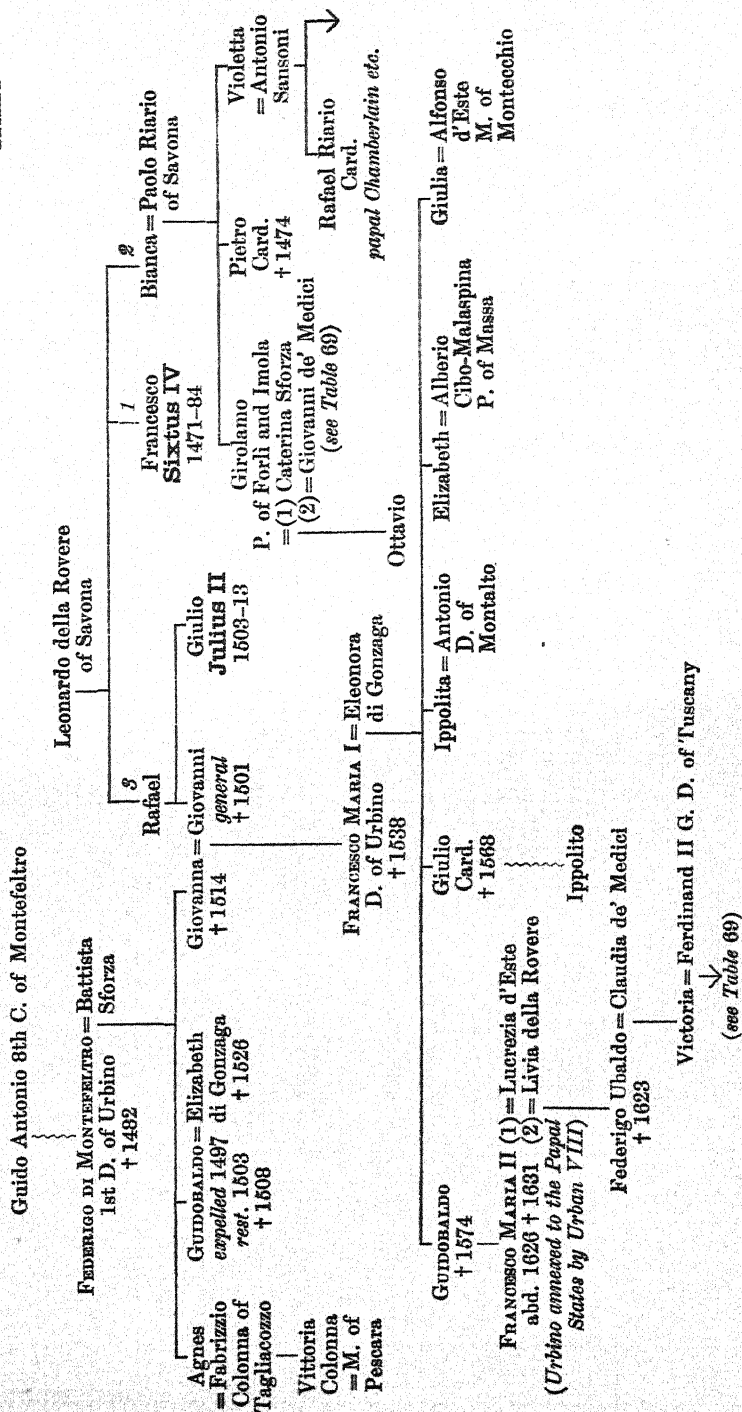 Guido Antonio 8th C. of Montefeltro
FEDERIGO DI MONTEFELTRO = Battista
1st D. of Urbino Sforza
†1482
Leonardo della Rovere
of Savona
3
Rafael
1
Francesco
Sixtus IV
1471–84
2
Bianca = Paolo Riario
of Savona
Agnes
= Fabrizzio
Colonna of
Tagliacozzo
GUIDOBALDO = Elizabeth
expelled 1497 di Gonzaga
rest. 1503 †1526
†1508
Giovanna = Giovanni
†1514 general
†1501
Giulio
Julius II
1503–13
Girolamo
P. of Forli and Imola
=(1) Caterina Sforza
(2)=Giovanni de' Medici
(see Table 69)
Pietro
Card.
†1474
Violetta
= Antonio
Sansoni
Vittoria
Colonna
= M. of
Pescara
FRANCESCO MARIA I = Eleonora
D. of Urbino di Gonzaga
†1538
Ottavio
Rafael Riario
Card.
papal Chamberlain etc.
GUIDOBALDO
†1574
Giulio
Card.
†1568
Ippolita = Antonio
D. of
Montalto
Elizabeth = Alberio
Cibo-Malaspina
P. of Massa
Giulia = Alfonso
d'Este
M. of
Montecchio
FRANCESCO MARIA II (1) = Lucrezia d'Este
abd. 1626 †1631 (2) = Livia della Rovere
(Urbino annexed to the Papal
States by Urban VIII)
Ippolito
Federigo Ubaldo = Claudia de' Medici
†1623
Victoria = Ferdinand II G. D. of Tuscany
(see Table 69)